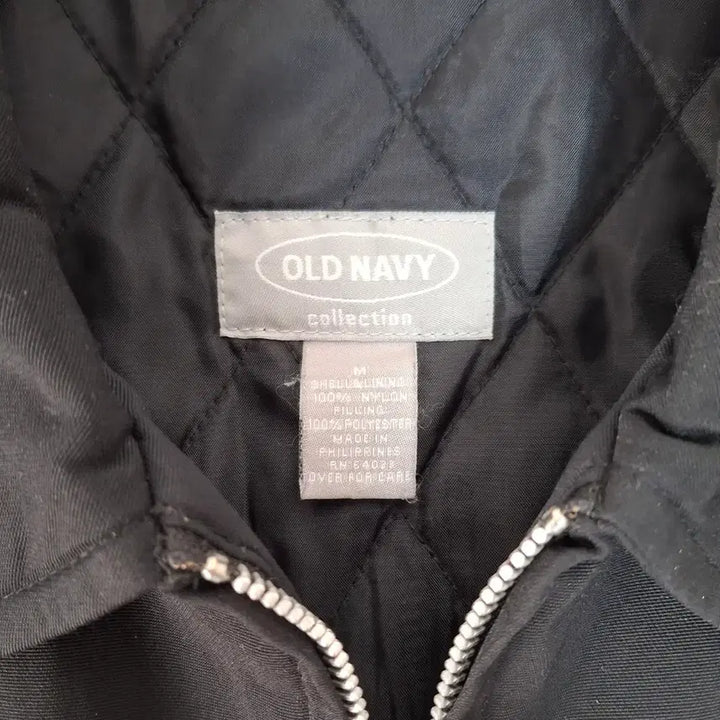 OLD NAVY
collection
M
SHELL&LINING
100% NYLON
FILLING:
100% POLYESTER
MADE IN
PHILIPPINES
RN 54023
OVER FOR CARE